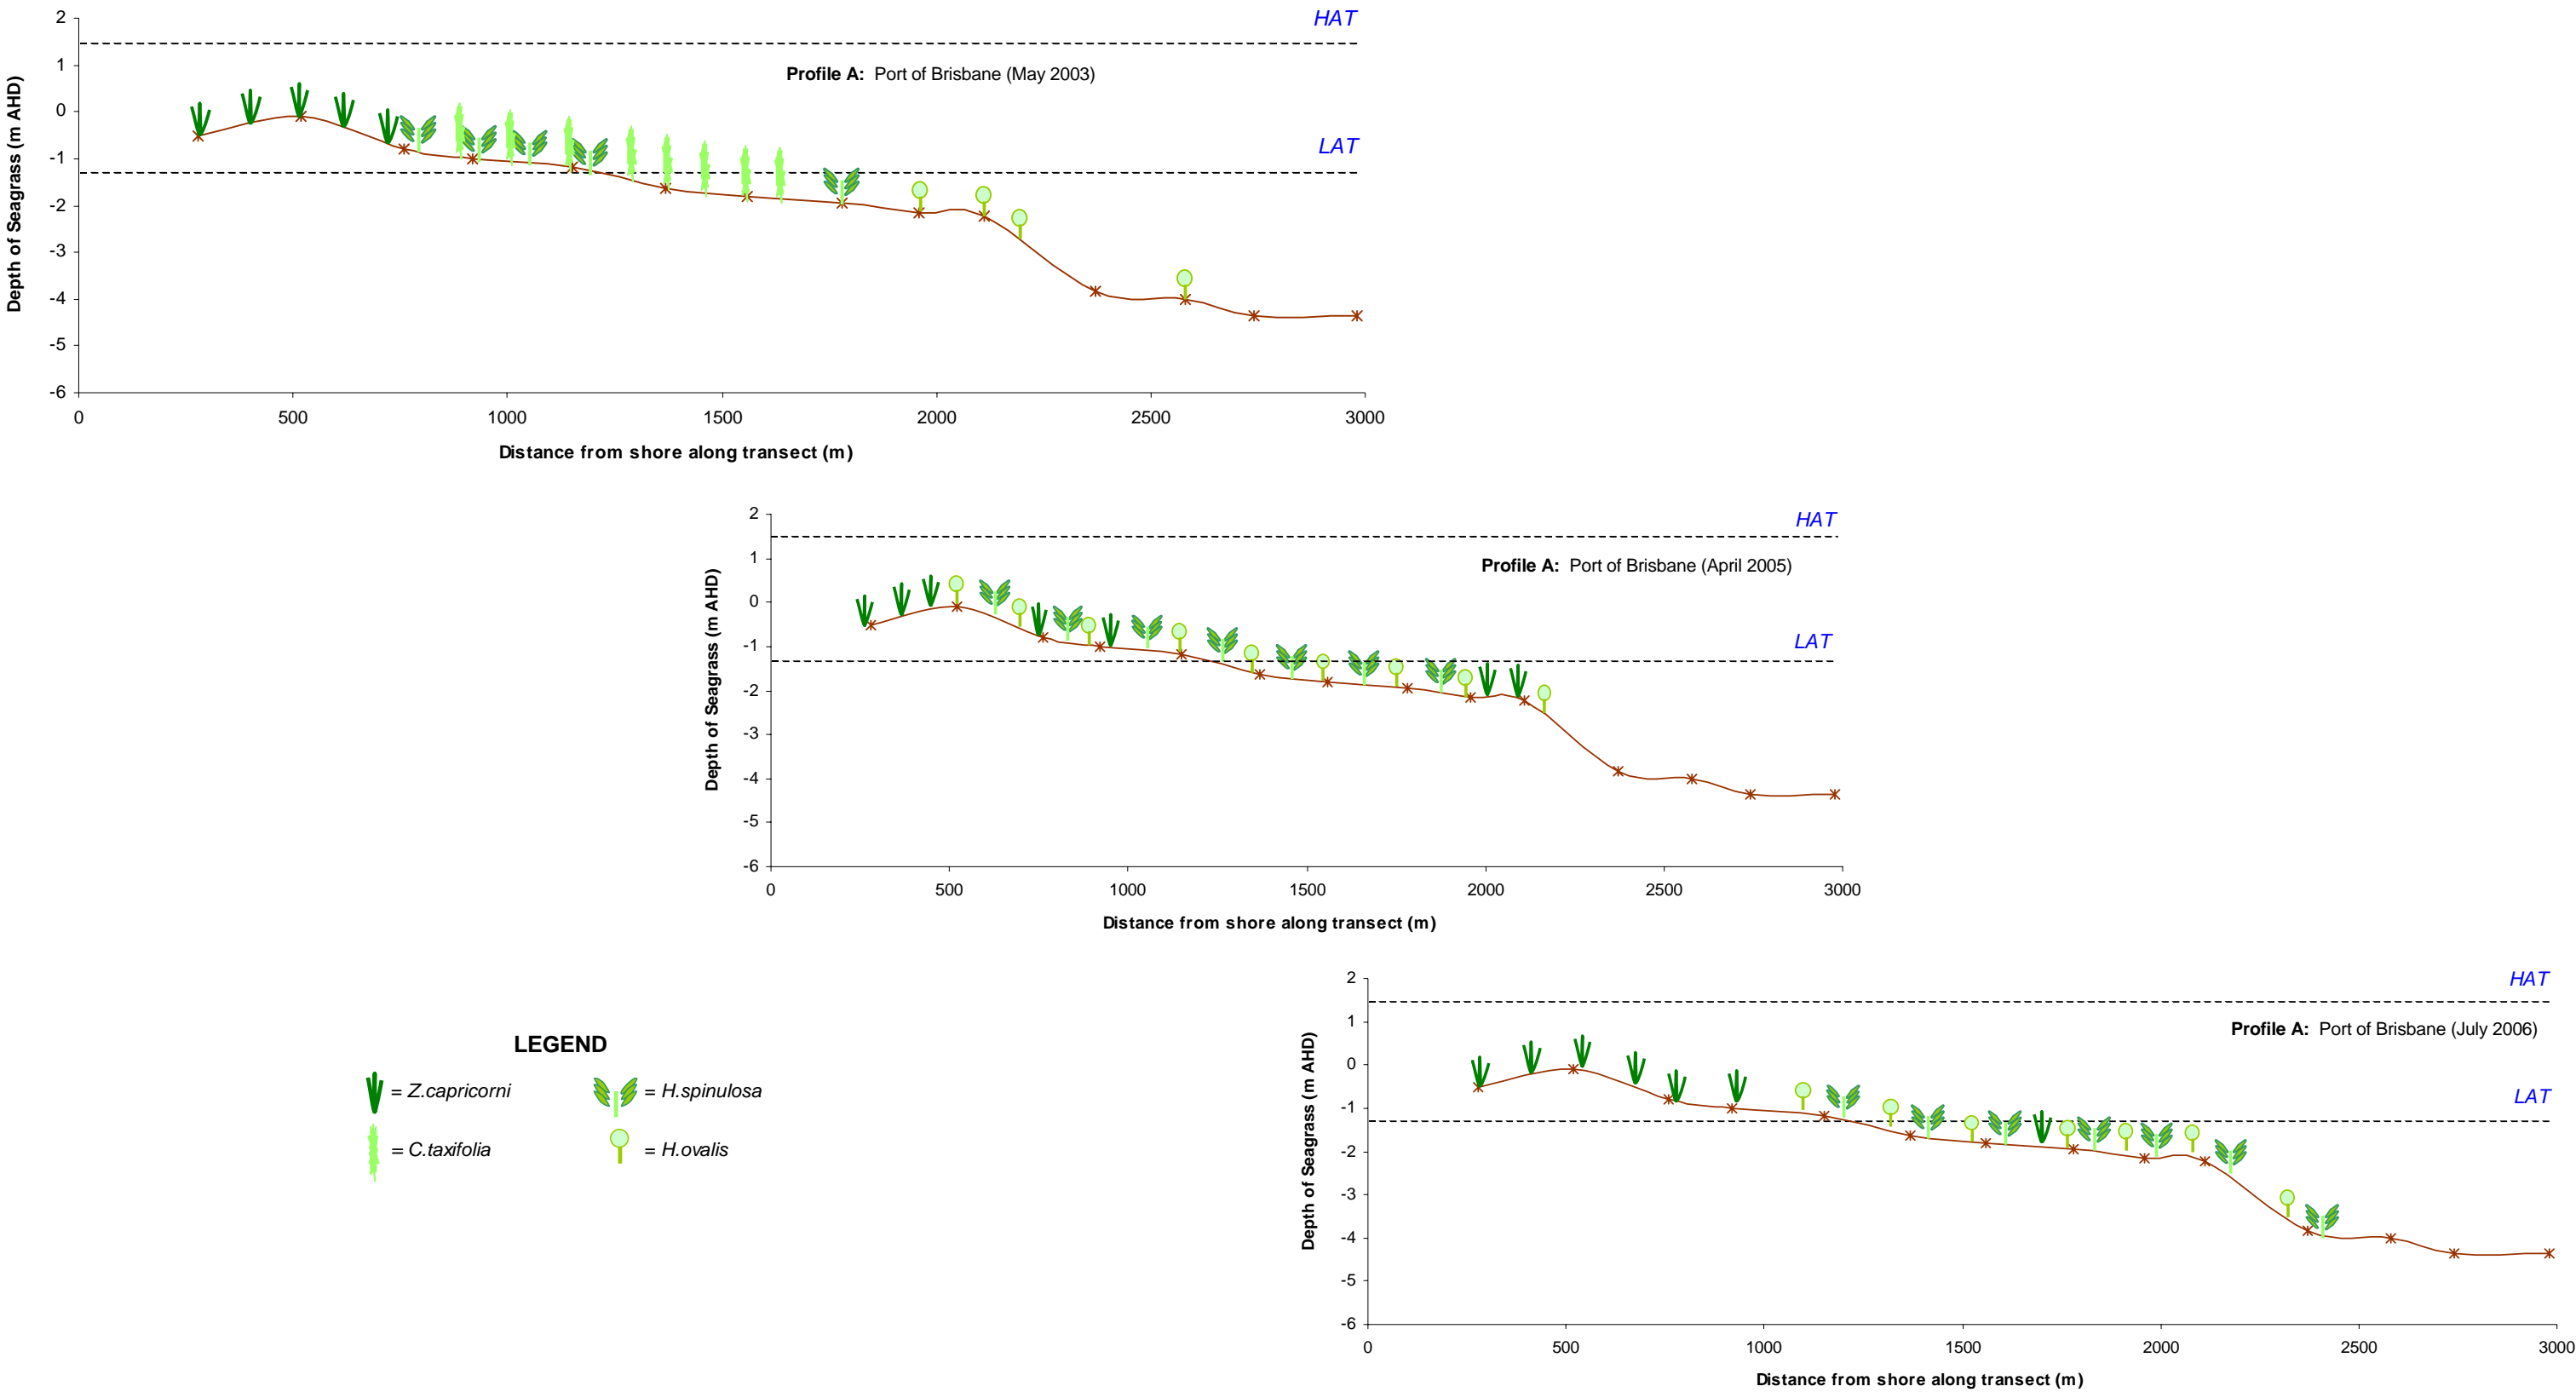 HAT
Profile A: Port of Brisbane (May 2003)
LAT
Depth of Seagrass (m AHD)
2
1
0
-1
-2
-3
-4
-5
-6
0 500 1000 1500 2000 2500 3000
Distance from shore along transect (m)
HAT
Profile A: Port of Brisbane (April 2005)
LAT
Depth of Seagrass (m AHD)
2
1
0
-1
-2
-3
-4
-5
-6
0 500 1000 1500 2000 2500 3000
Distance from shore along transect (m)
LEGEND
= Z.capricorni = H.spinulosa
= C.taxifolia = H.ovalis
HAT
Profile A: Port of Brisbane (July 2006)
LAT
Depth of Seagrass (m AHD)
2
1
0
-1
-2
-3
-4
-5
-6
0 500 1000 1500 2000 2500 3000
Distance from shore along transect (m)